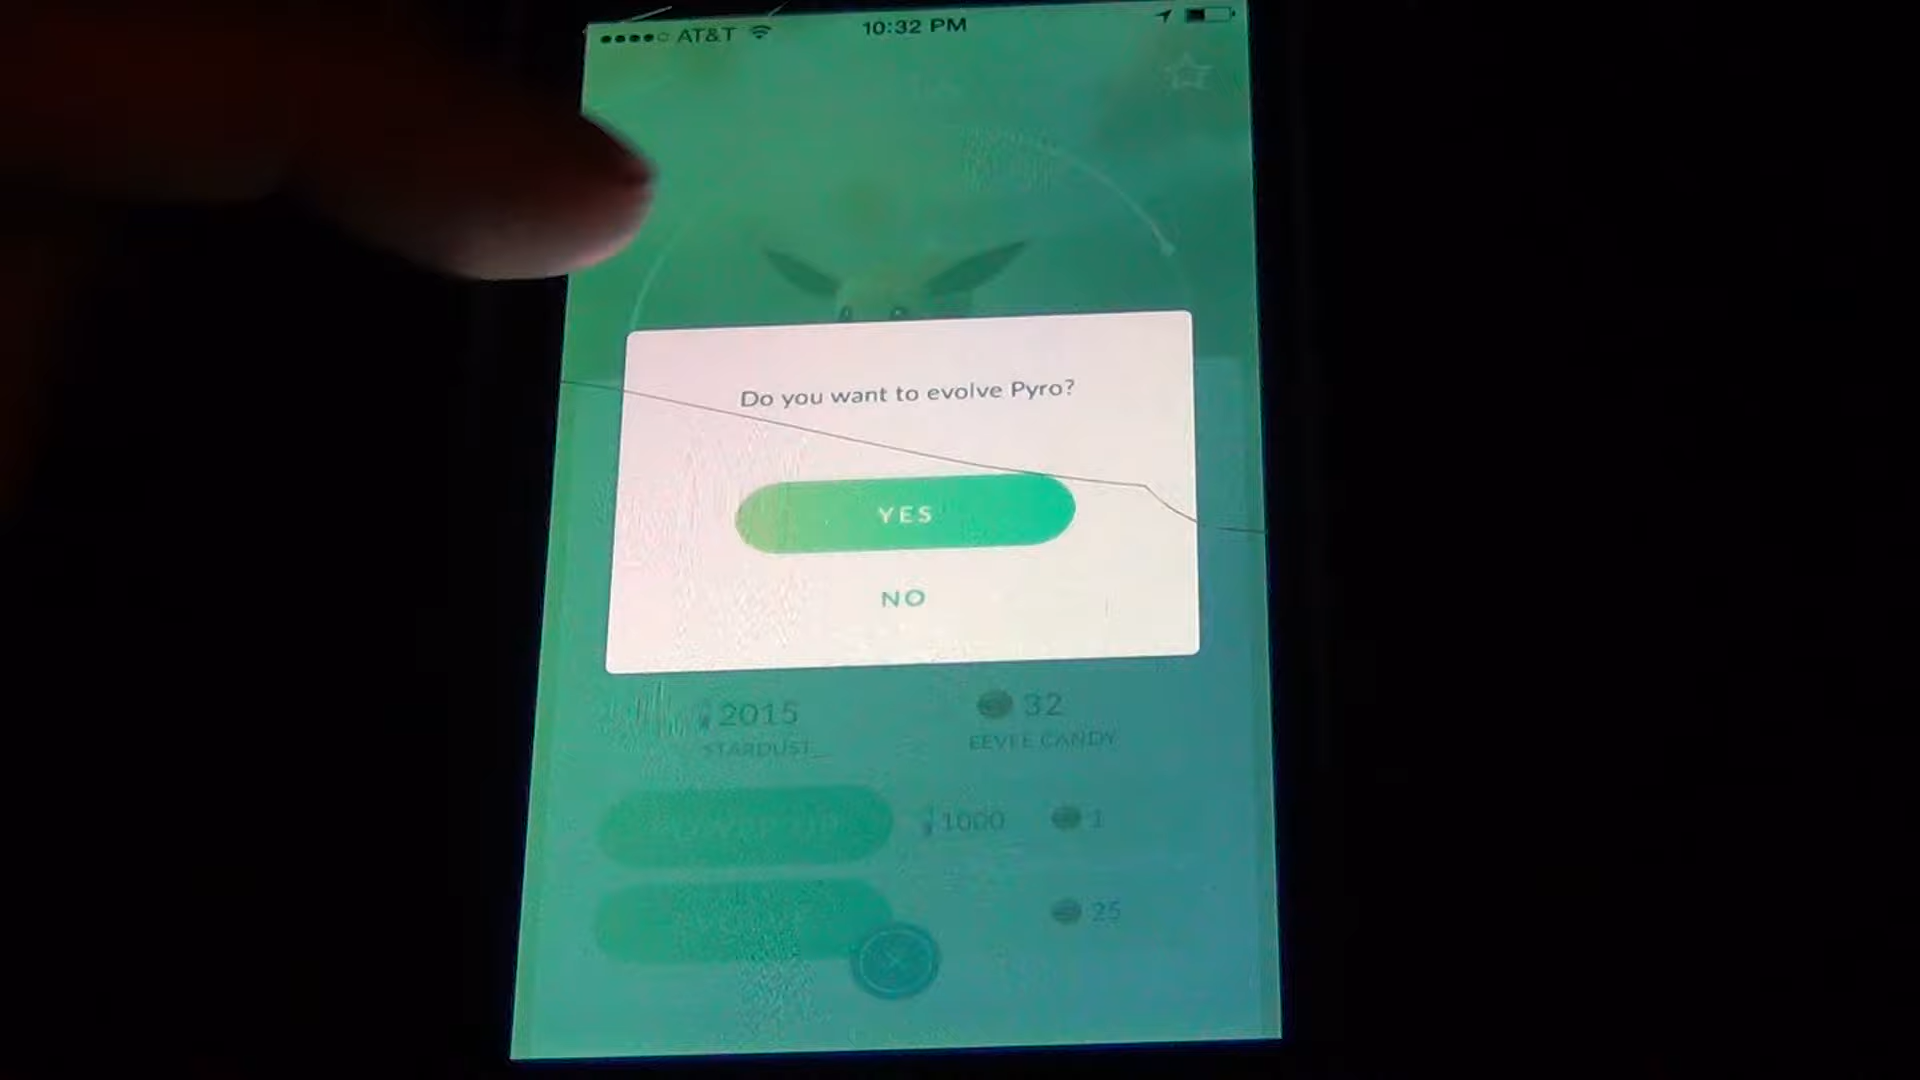 AT&T 10:32 PM
Do you want to evolve Pyro?
YES
NO
2015 32
STARDUST EEVEE CANDY
1000 1
25